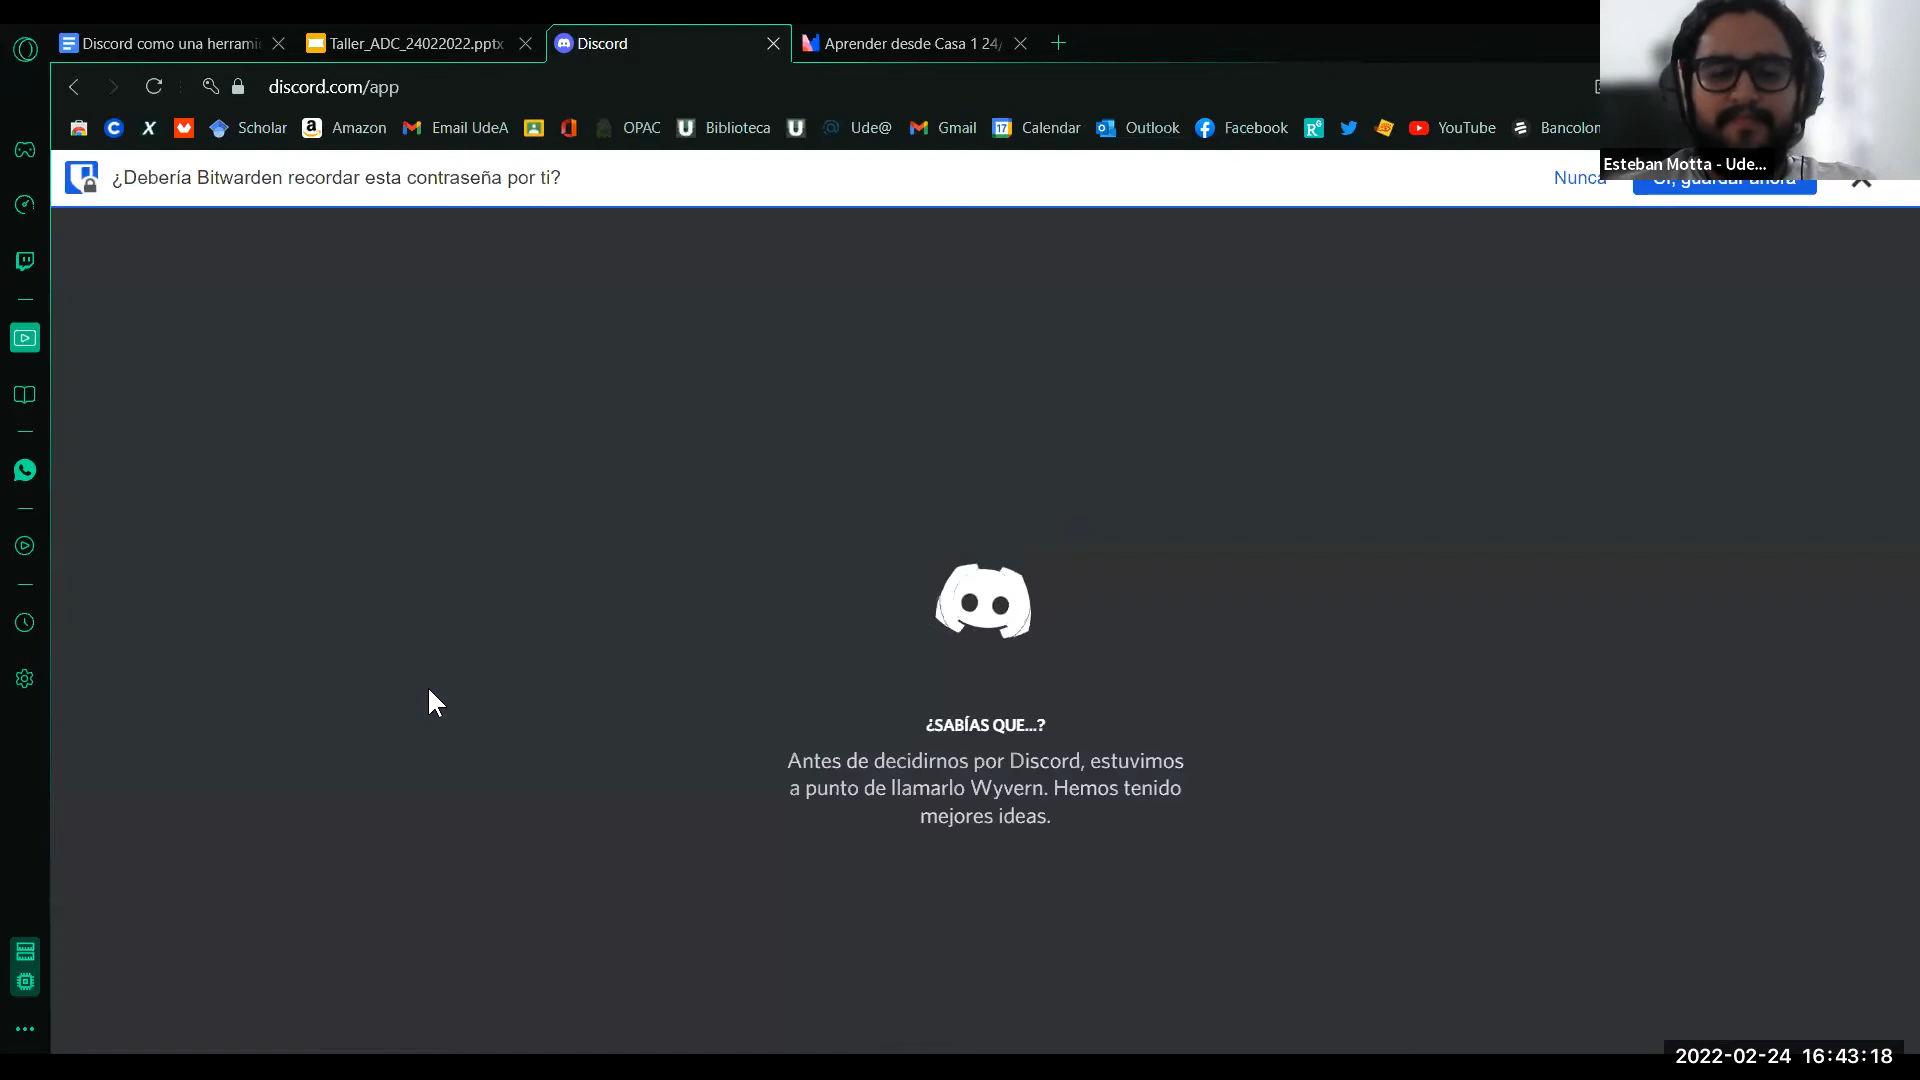 Discord como una herrami
Taller_ADC_24022022.pptx
Discord
Aprender desde Casa 1 24/
discord.com/app
Scholar
Amazon
Email UdeA
OPAC
Biblioteca
Ude@
Gmail
Calendar
Outlook
Facebook
YouTube
Bancolom
Esteban Motta - Ude...
¿Debería Bitwarden recordar esta contraseña por ti?
Nunca
¿SABÍAS QUE...?
Antes de decidirnos por Discord, estuvimos
a punto de llamarlo Wyvern. Hemos tenido
mejores ideas.
2022-02-24 16:43:18